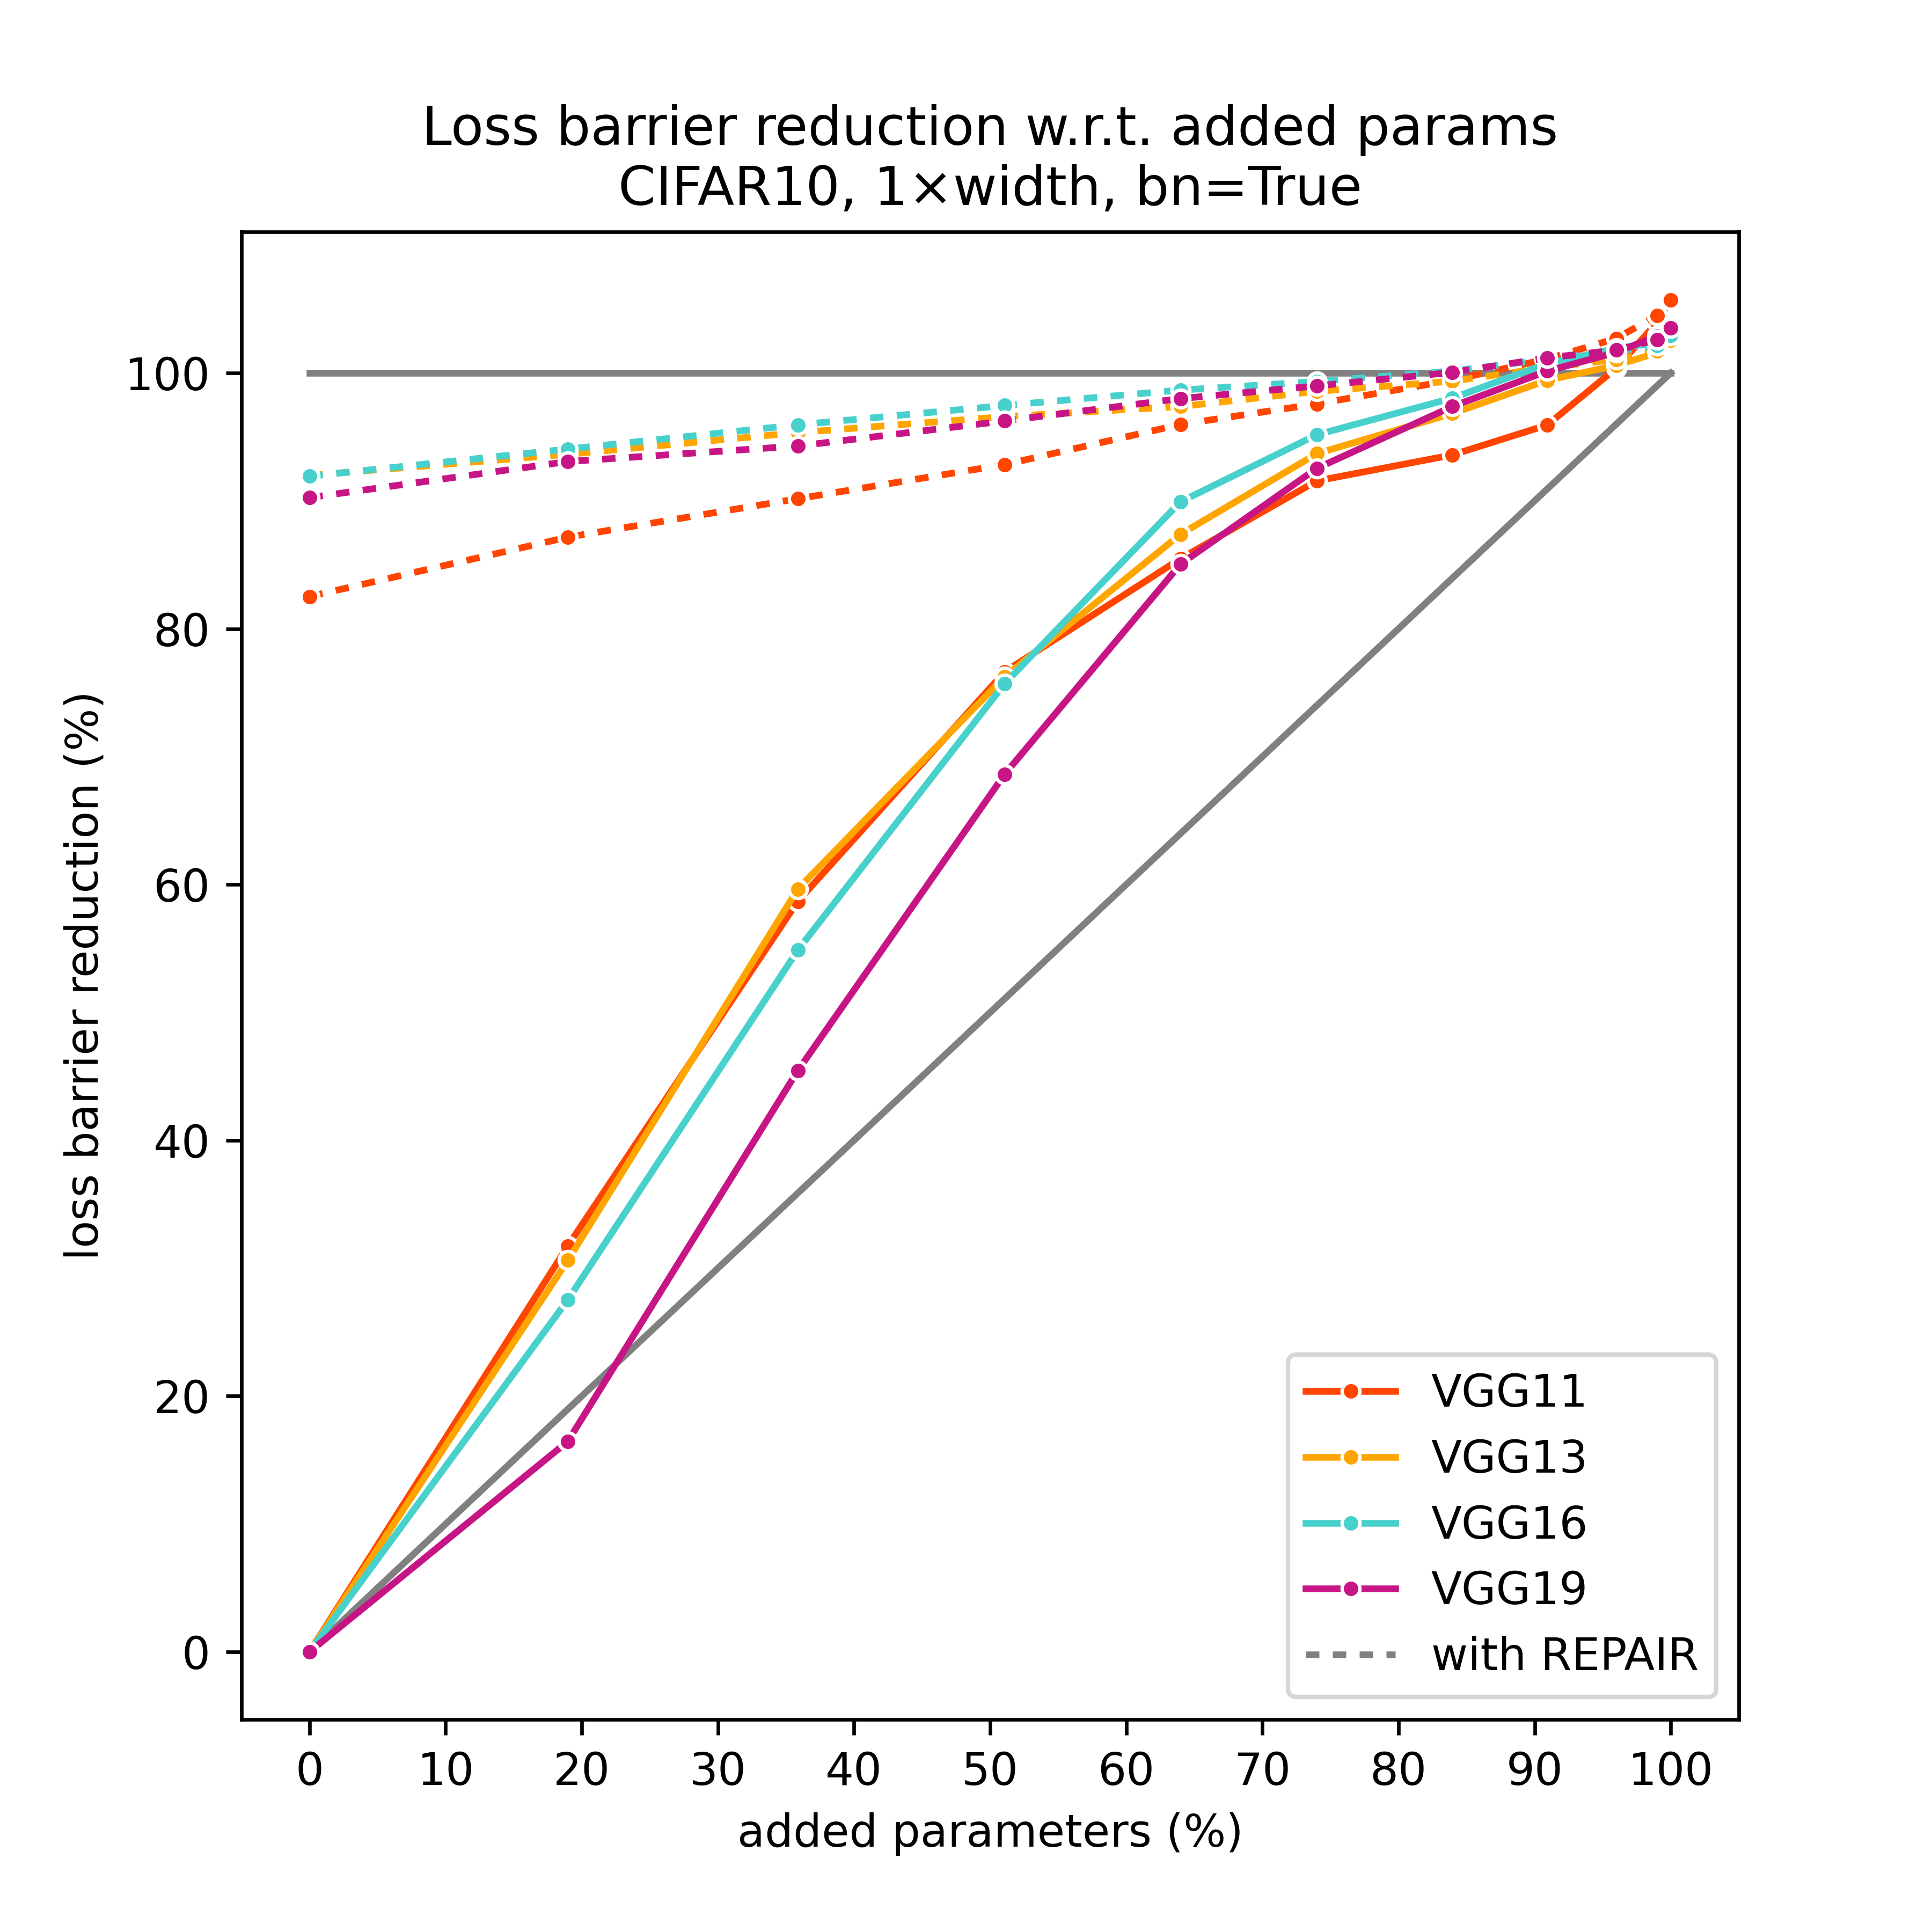 Loss barrier reduction w.r.t. added params
CIFAR10, 1×width, bn=True
loss barrier reduction (%)
100
80
60
40
20
0
0 10 20 30 40 50 60 70 80 90 100
added parameters (%)
VGG11
VGG13
VGG16
VGG19
with REPAIR